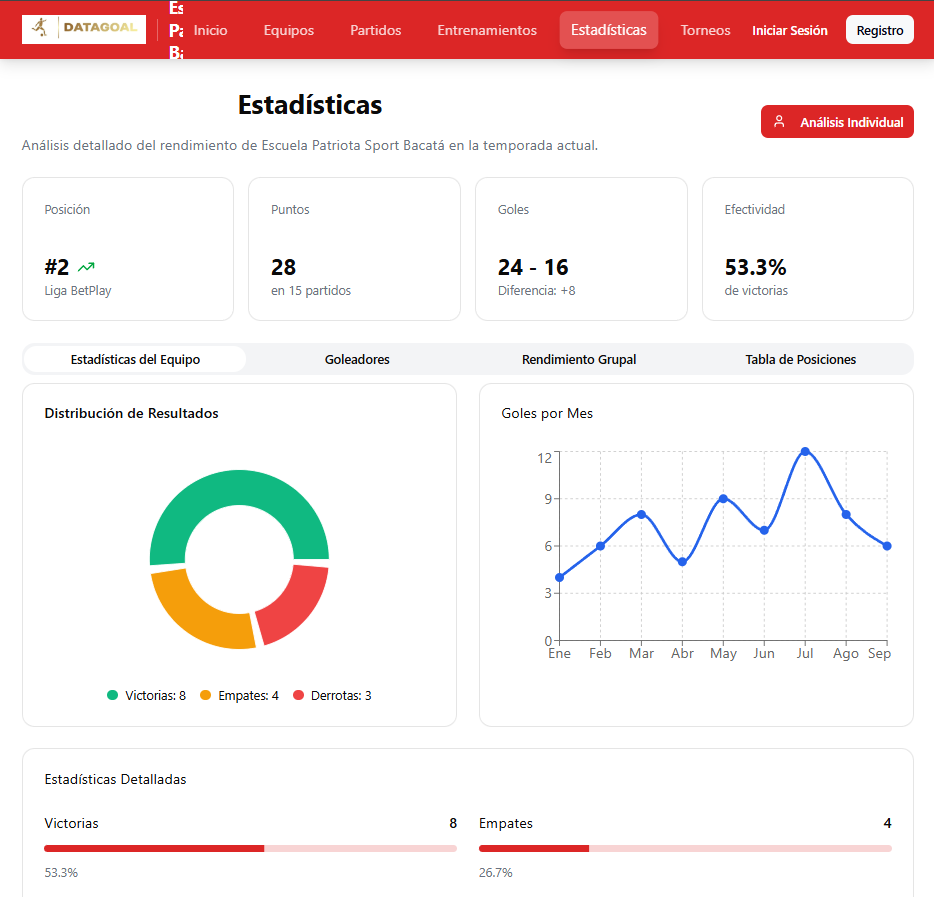 DATAGOAL
Inicio Equipos Partidos Entrenamientos Estadísticas Torneos Iniciar Sesión Registro
Estadísticas
Análisis Individual
Análisis detallado del rendimiento de Escuela Patriota Sport Bacatá en la temporada actual.
Posición Puntos Goles Efectividad
#2 28 24 - 16 53.3%
Liga BetPlay en 15 partidos Diferencia: +8 de victorias
Estadísticas del Equipo Goleadores Rendimiento Grupal Tabla de Posiciones
Distribución de Resultados
Victorias: 8 Empates: 4 Derrotas: 3
Goles por Mes
12
9
6
3
0
Ene Feb Mar Abr May Jun Jul Ago Sep
Estadísticas Detalladas
Victorias 8 Empates 4
53.3% 26.7%